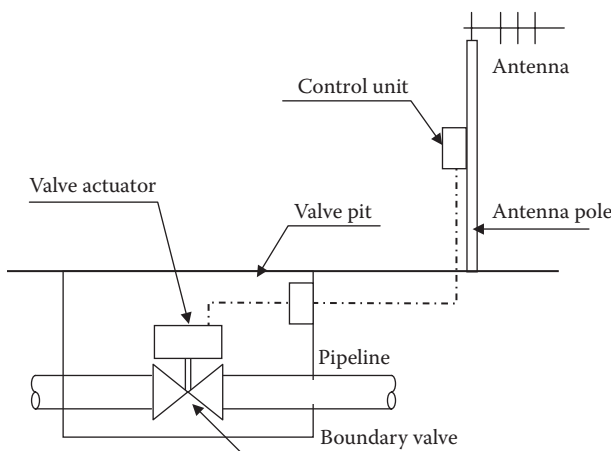 Antenna
Control unit
Valve actuator
Valve pit
Antenna pole
Pipeline
Boundary valve